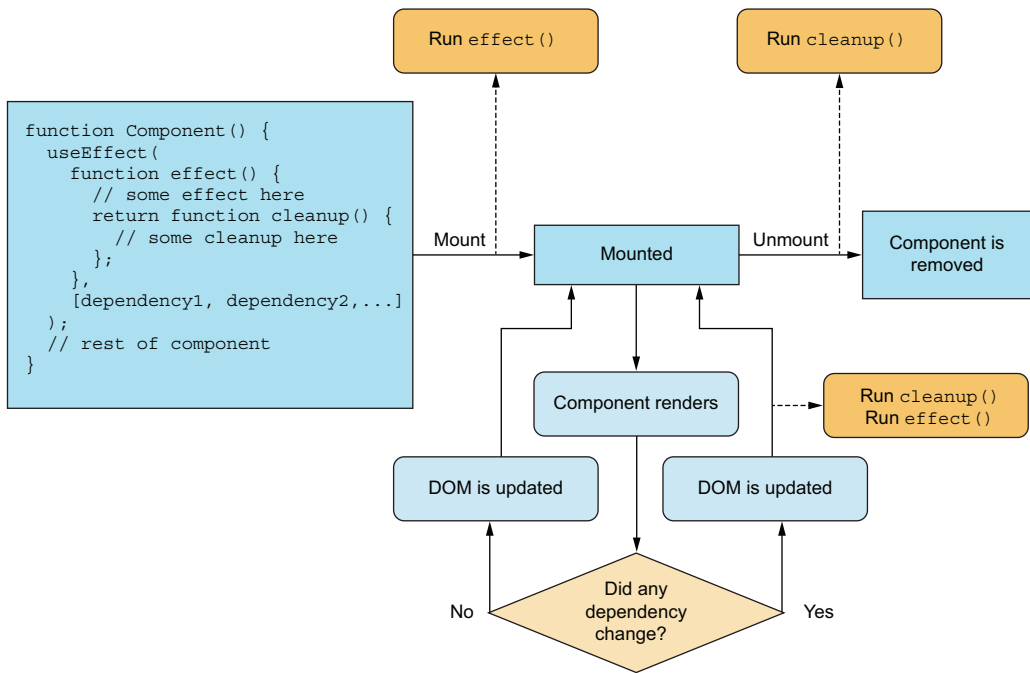 Run effect()
Run cleanup()
function Component() {
  useEffect(
    function effect() {
      // some effect here
      return function cleanup() {
        // some cleanup here
      };
    },
    [dependency1, dependency2,...]
  );
  // rest of component
}
Mount
Mounted
Unmount
Component is
removed
Component renders
Run cleanup()
Run effect()
DOM is updated
DOM is updated
No
Did any
dependency
change?
Yes